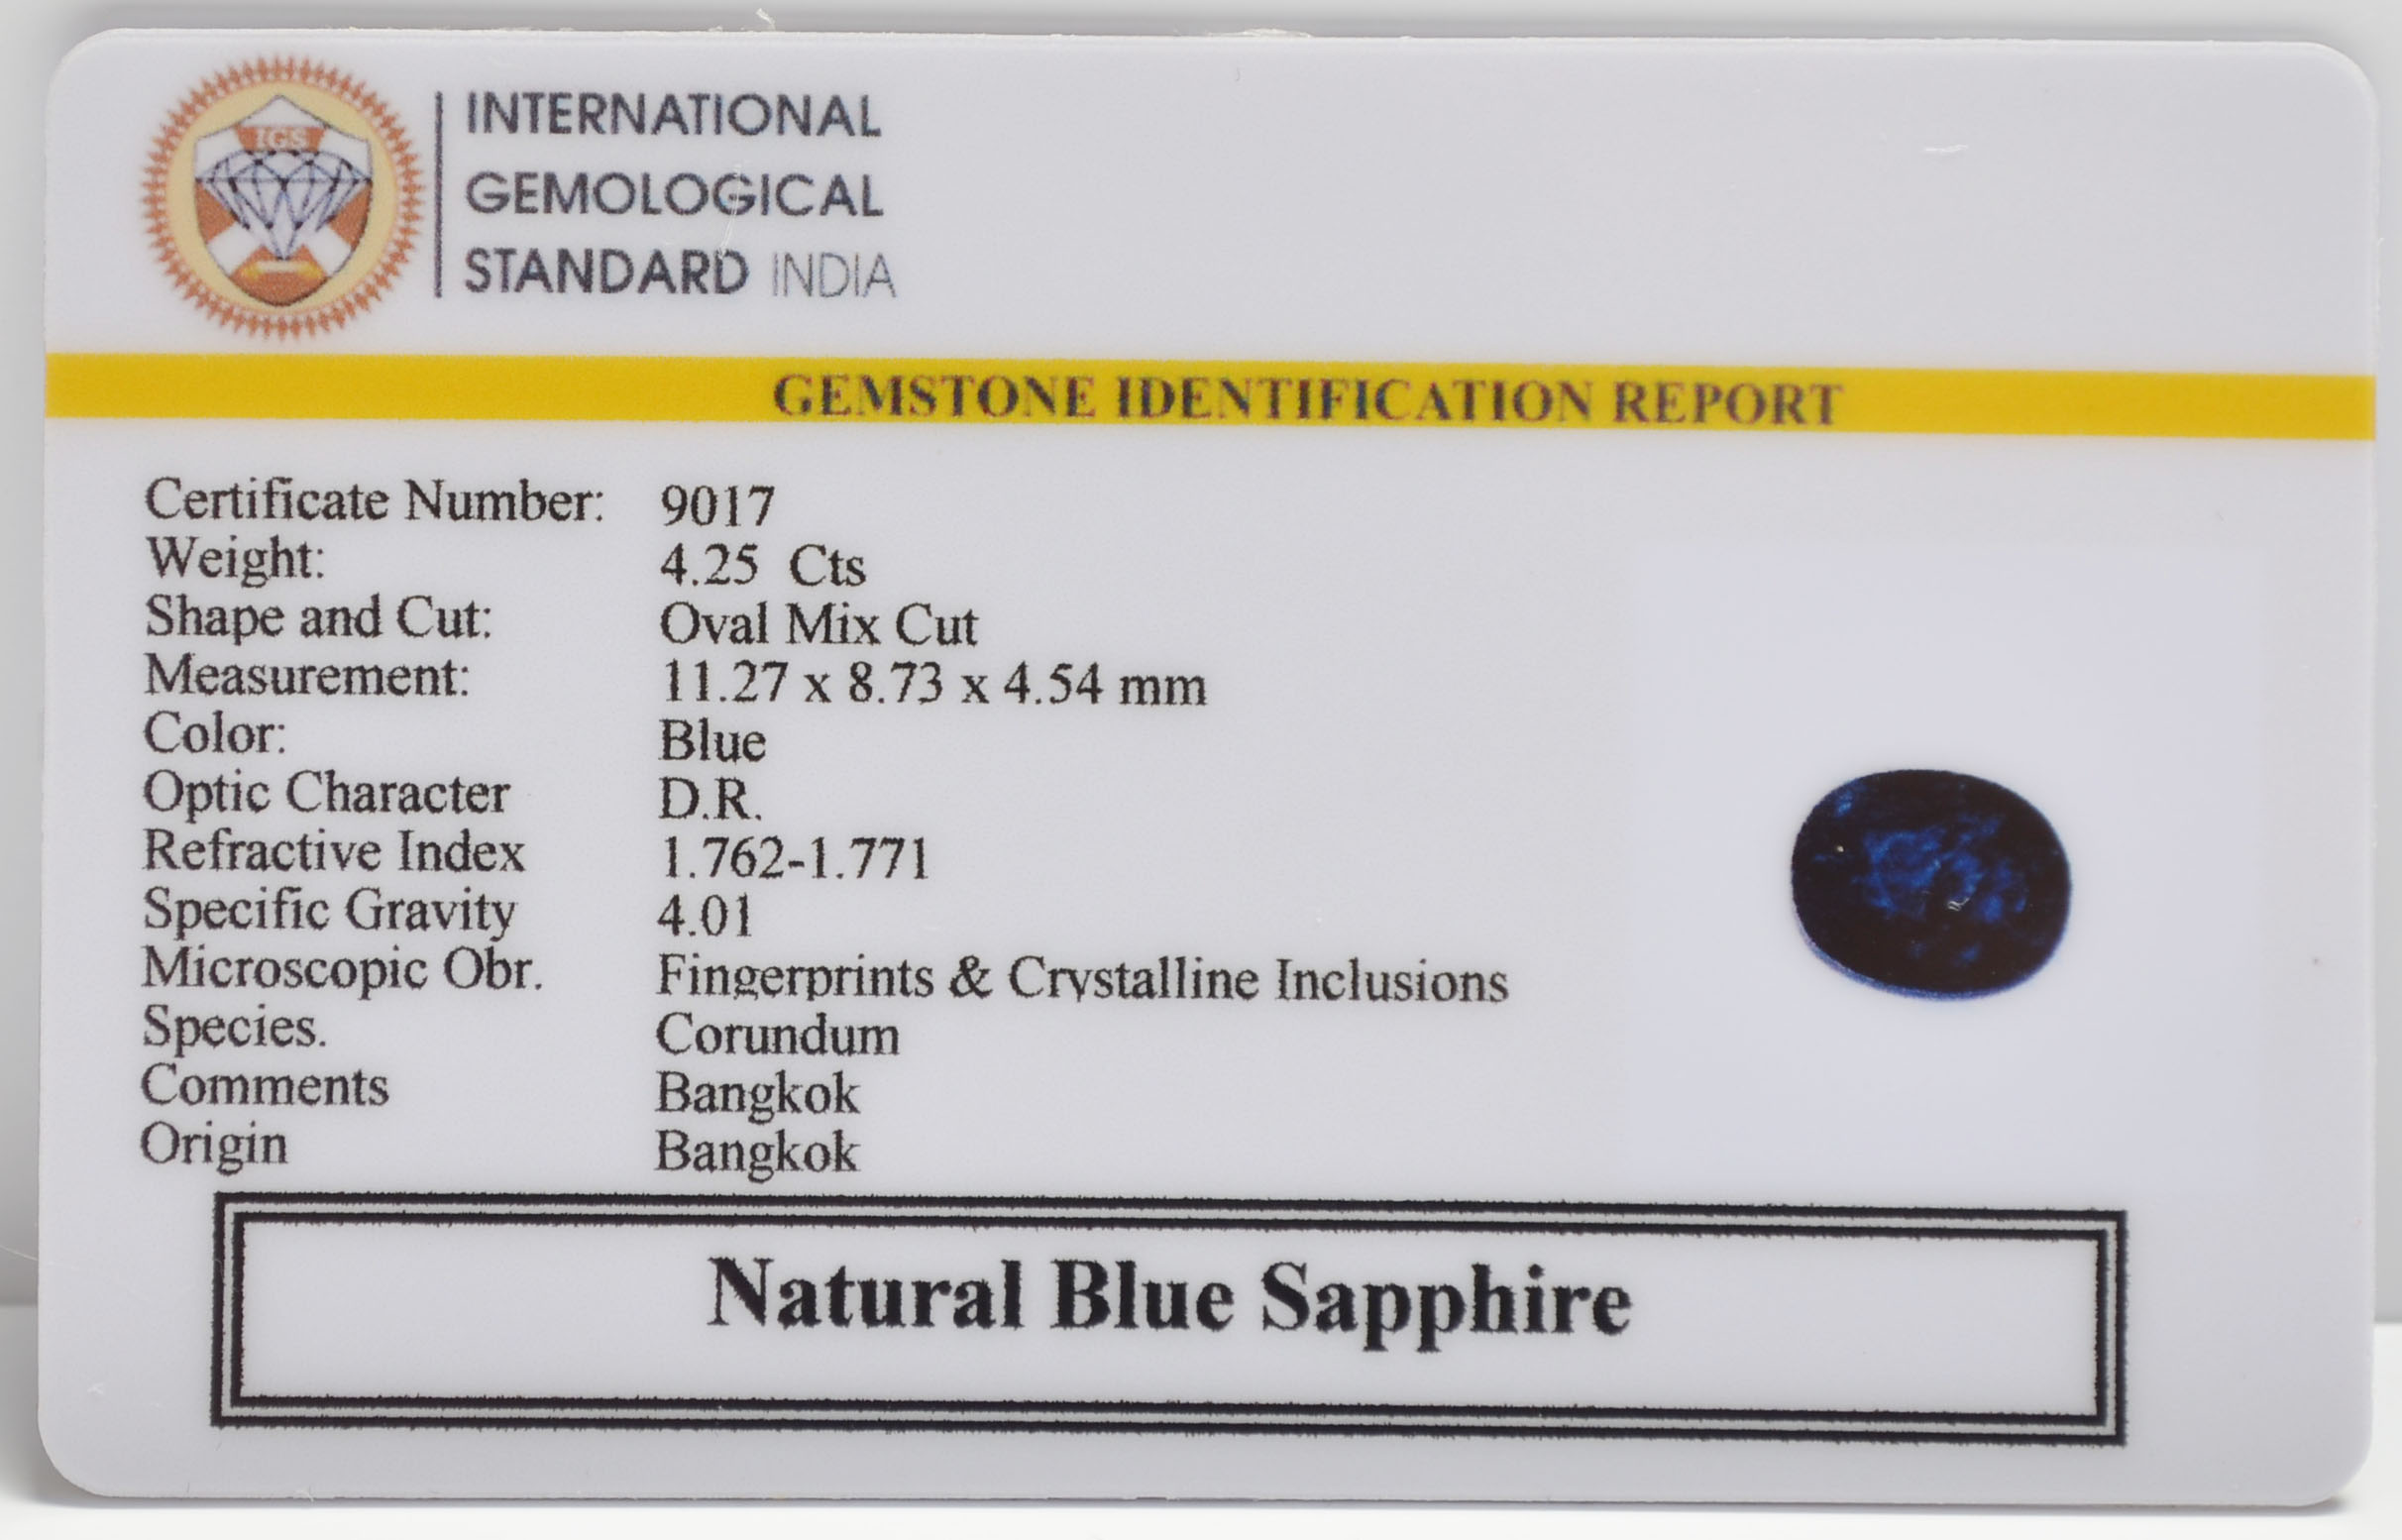 IGS
INTERNATIONAL
GEMOLOGICAL
STANDARD INDIA
GEMSTONE IDENTIFICATION REPORT
Certificate Number: 9017
Weight: 4.25 Cts
Shape and Cut: Oval Mix Cut
Measurement: 11.27 x 8.73 x 4.54 mm
Color: Blue
Optic Character D.R.
Refractive Index 1.762-1.771
Specific Gravity 4.01
Microscopic Obr. Fingerprints & Crystalline Inclusions
Species. Corundum
Comments Bangkok
Origin Bangkok
Natural Blue Sapphire